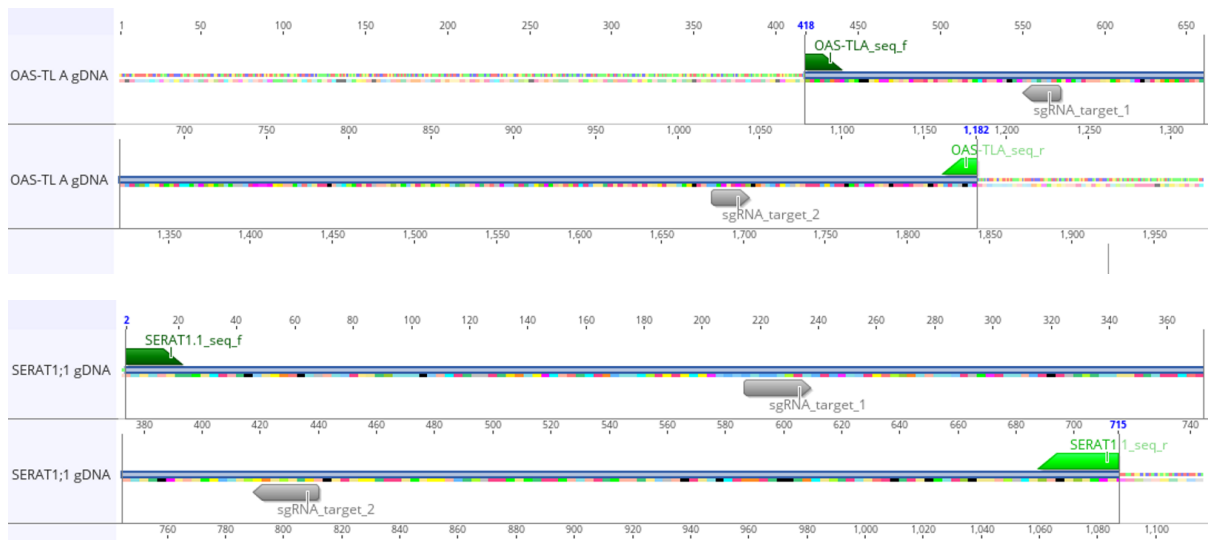 1 50 100 150 200 250 300 350 400 418 450 500 550 600 650
OAS-TLA_seq_f
OAS-TL A gDNA
sgRNA_target_1
700 750 800 850 900 950 1,000 1,050 1,100 1,150 1,182 1,200 1,250 1,300
OAS-TLA_seq_r
OAS-TL A gDNA
sgRNA_target_2
1,350 1,400 1,450 1,500 1,550 1,600 1,650 1,700 1,750 1,800 1,850 1,900 1,950
2 20 40 60 80 100 120 140 160 180 200 220 240 260 280 300 320 340 360
SERAT1.1_seq_f
SERAT1;1 gDNA
sgRNA_target_1
380 400 420 440 460 480 500 520 540 560 580 600 620 640 660 680 700 715 740
SERAT1.1_seq_r
SERAT1;1 gDNA
sgRNA_target_2
760 780 800 820 840 860 880 900 920 940 960 980 1,000 1,020 1,040 1,060 1,080 1,100